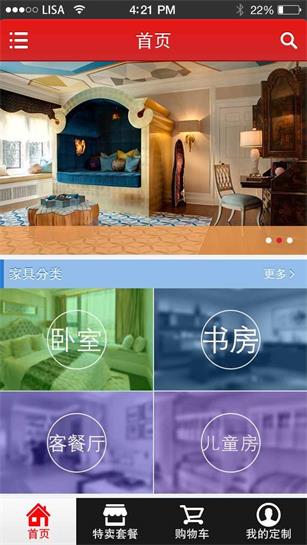 LISA 4:21 PM 22%
首页
家具分类 更多
卧室 书房
客餐厅 儿童房
首页 特卖套餐 购物车 我的定制